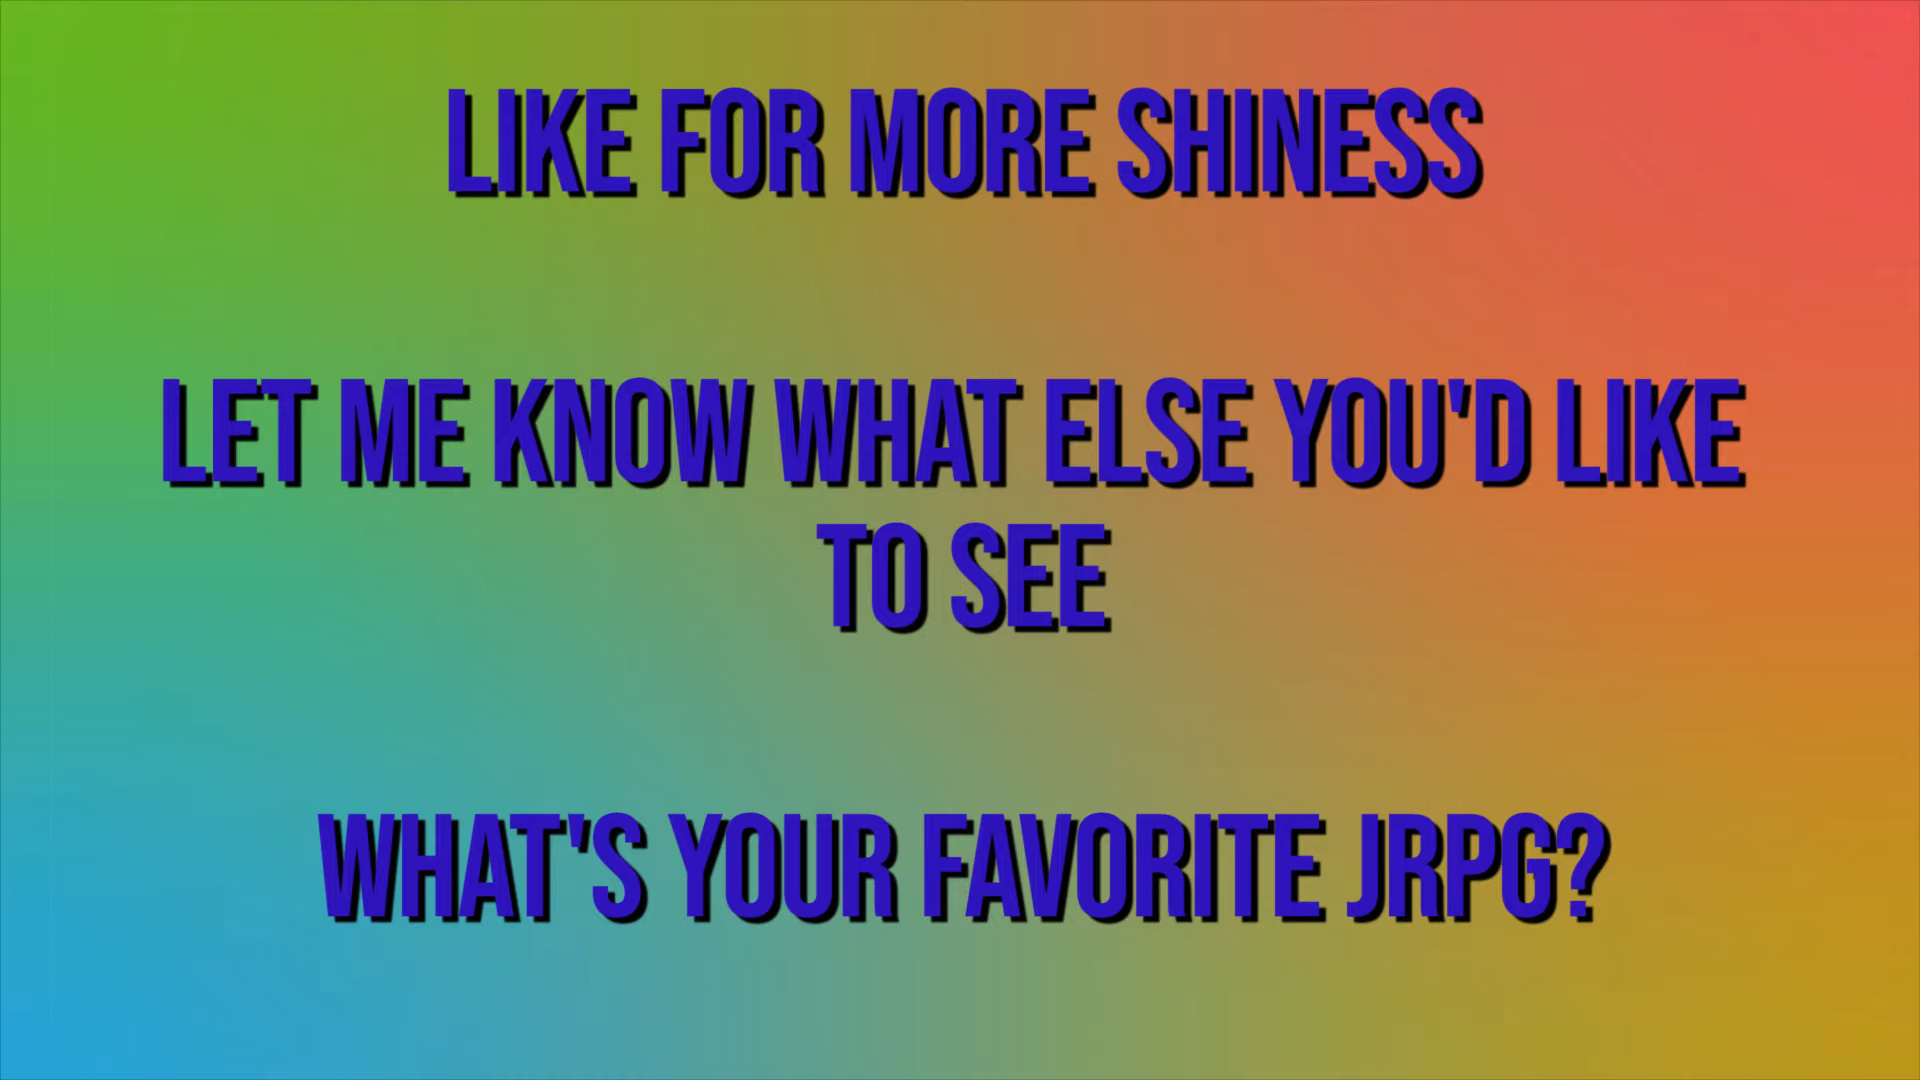 LIKE FOR MORE SHINESS
LET ME KNOW WHAT ELSE YOU'D LIKE
TO SEE
WHAT'S YOUR FAVORITE JRPG?